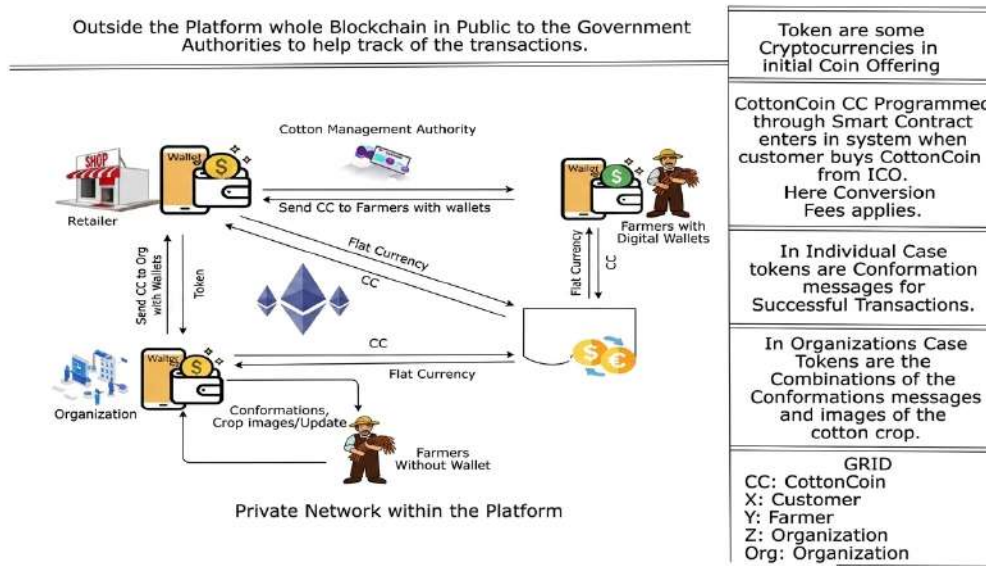 Outside the Platform whole Blockchain in Public to the Government
Authorities to help track of the transactions.
Cotton Management Authority
SHOP
Wallet
Retailer
Send CC to Farmers with wallets
Wallet
Farmers with
Digital Wallets
Flat Currency
CC
Flat Currency
CC
Send CC to Org
with Wallets
Token
CC
Flat Currency
Wallet
Organization
Conformations,
Crop images/Update
Farmers
Without Wallet
Private Network within the Platform
Token are some
Cryptocurrencies in
initial Coin Offering
CottonCoin CC Programmed
through Smart Contract
enters in system when
customer buys CottonCoin
from ICO.
Here Conversion
Fees applies.
In Individual Case
tokens are Conformation
messages for
Successful Transactions.
In Organizations Case
Tokens are the
Combinations of the
Conformations messages
and images of the
cotton crop.
GRID
CC: CottonCoin
X: Customer
Y: Farmer
Z: Organization
Org: Organization